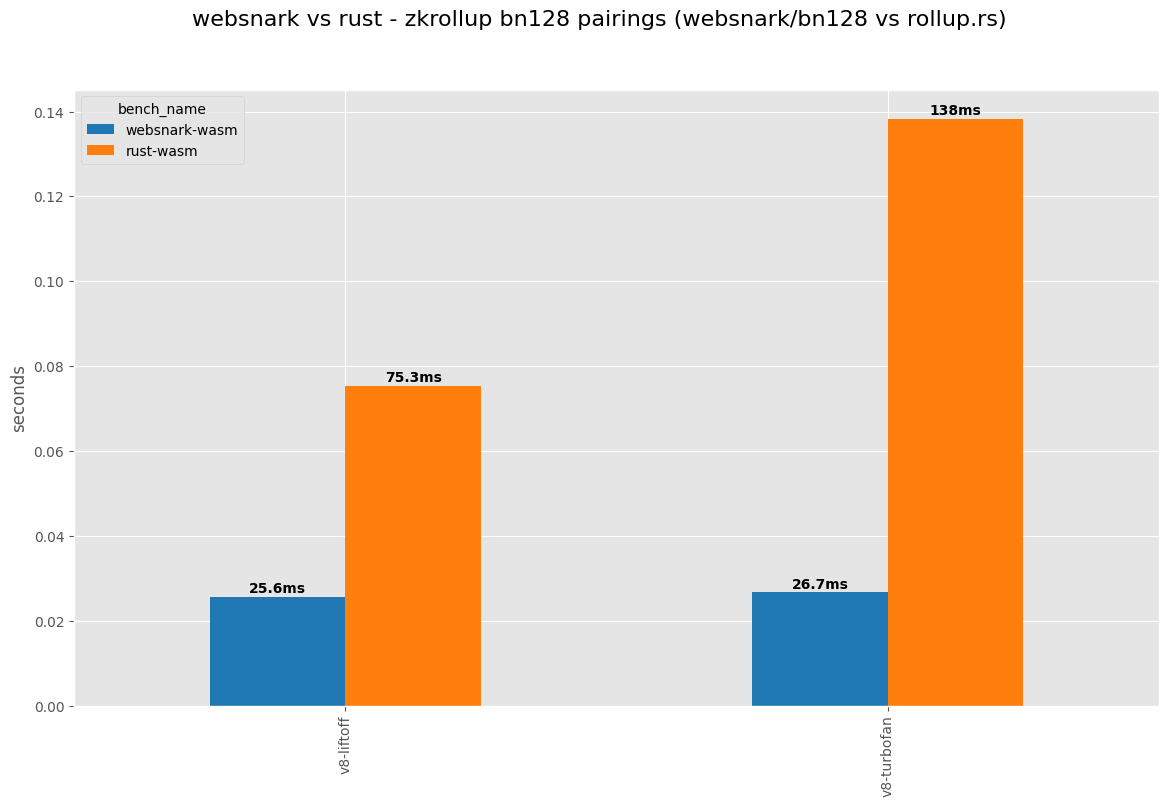 websnark vs rust - zkrollup bn128 pairings (websnark/bn128 vs rollup.rs)
bench_name
websnark-wasm
rust-wasm
seconds
0.14
0.12
0.10
0.08
0.06
0.04
0.02
0.00
25.6ms
75.3ms
26.7ms
138ms
v8-liftoff
v8-turbofan